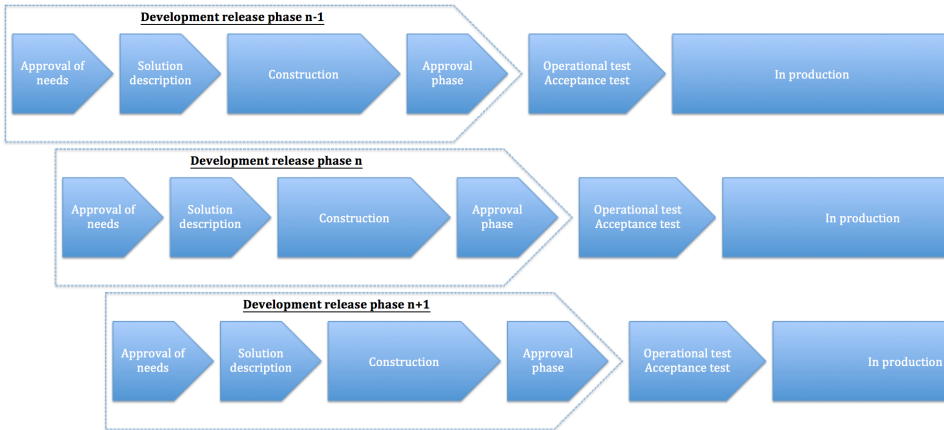 Development release phase n-1
Approval of
needs
Solution
description
Construction
Approval
phase
Operational test
Acceptance test
In production
Development release phase n
Approval of
needs
Solution
description
Construction
Approval
phase
Operational test
Acceptance test
In production
Development release phase n+1
Approval of
needs
Solution
description
Construction
Approval
phase
Operational test
Acceptance test
In production